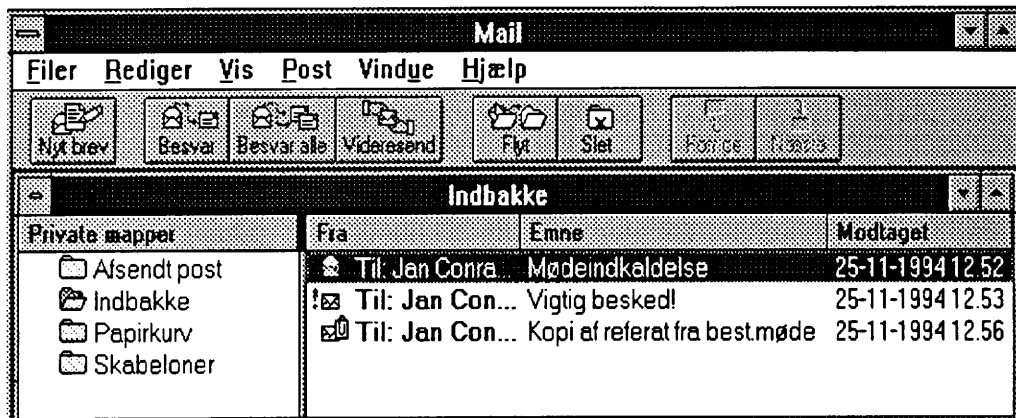 Mail
Filer Rediger Vis Post Vindue Hjælp
Nyt brev Besvar Besvar alle Videresend Flyt Slet Forrige Næste
Indbakke
Private mapper Fra Emne Modtaget
Afsendt post Til: Jan Conra... Mødeindkaldelse 25-11-1994 12.52
Indbakke ! Til: Jan Con... Vigtig besked! 25-11-1994 12.53
Papirkurv Til: Jan Con... Kopi af referat fra best.møde 25-11-1994 12.56
Skabeloner